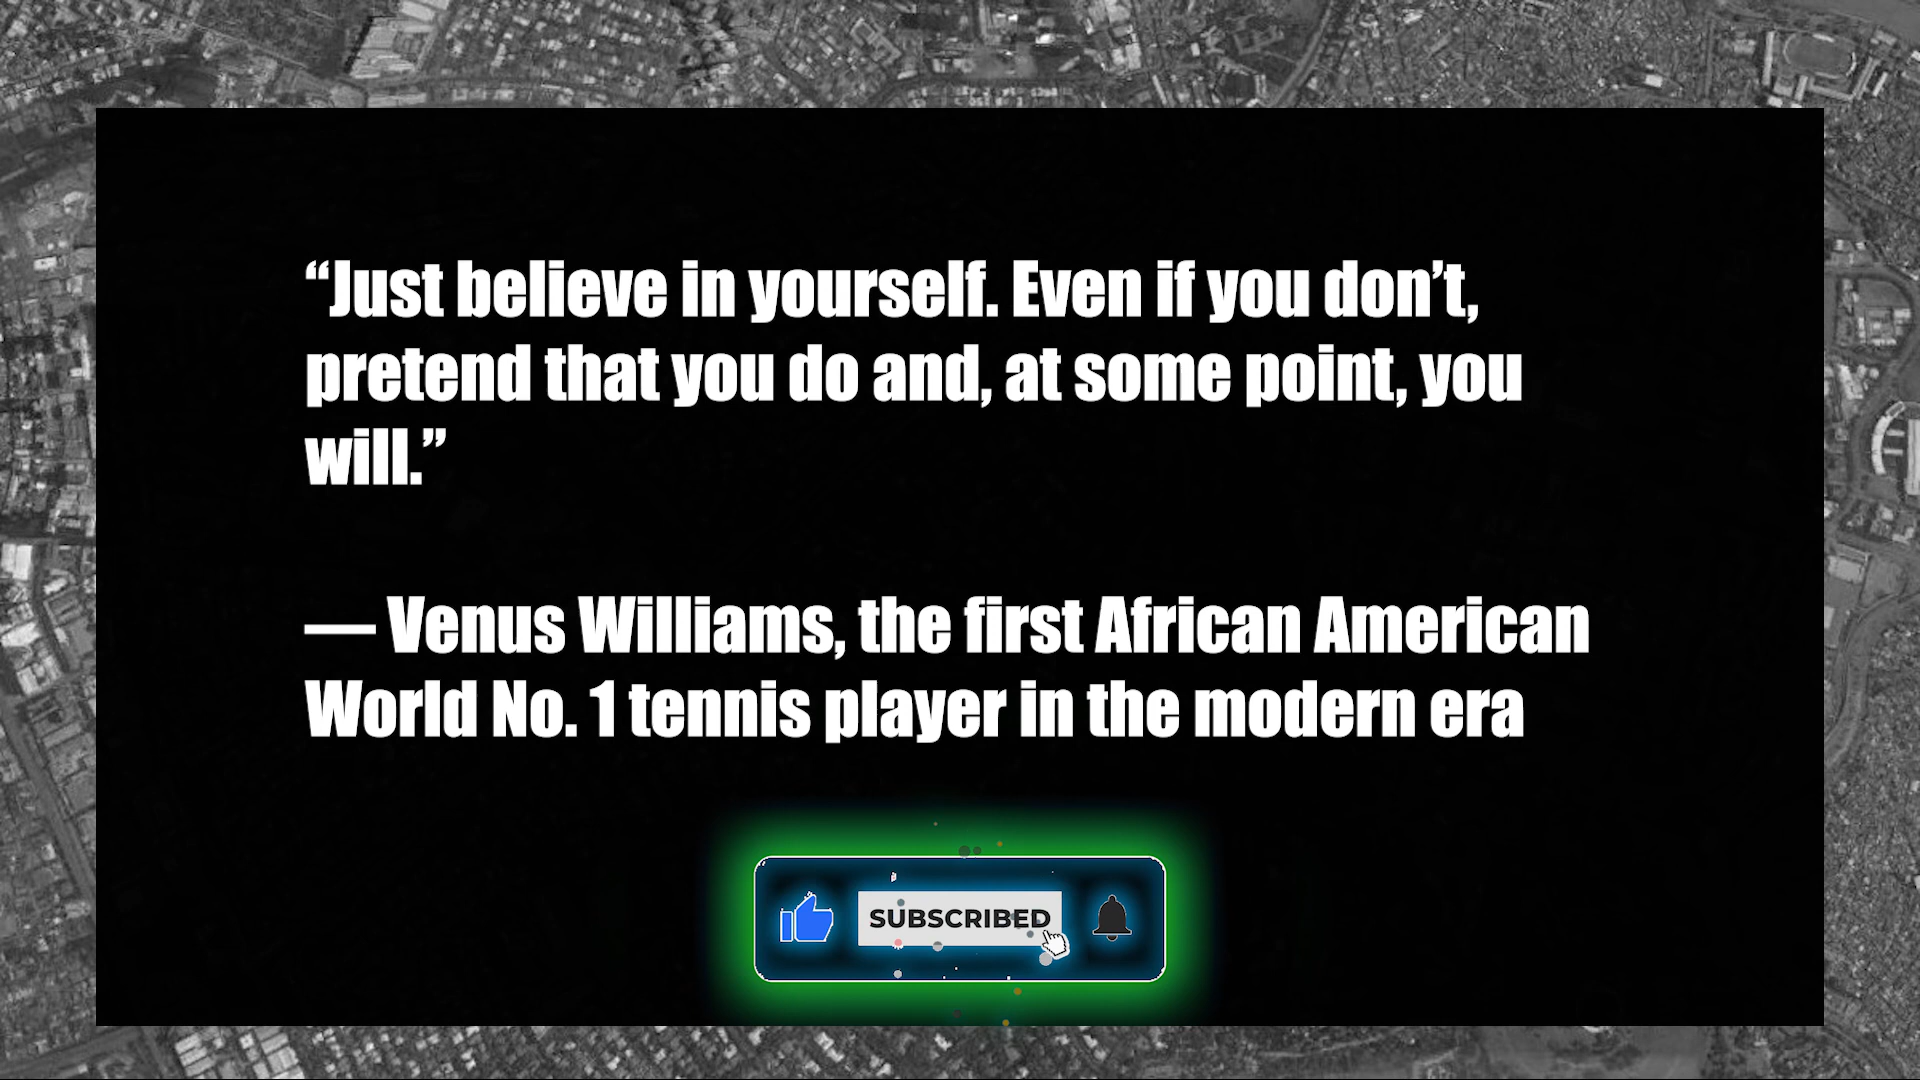 “Just believe in yourself. Even if you don’t,
pretend that you do and, at some point, you
will.”
— Venus Williams, the first African American
World No. 1 tennis player in the modern era
SUBSCRIBED